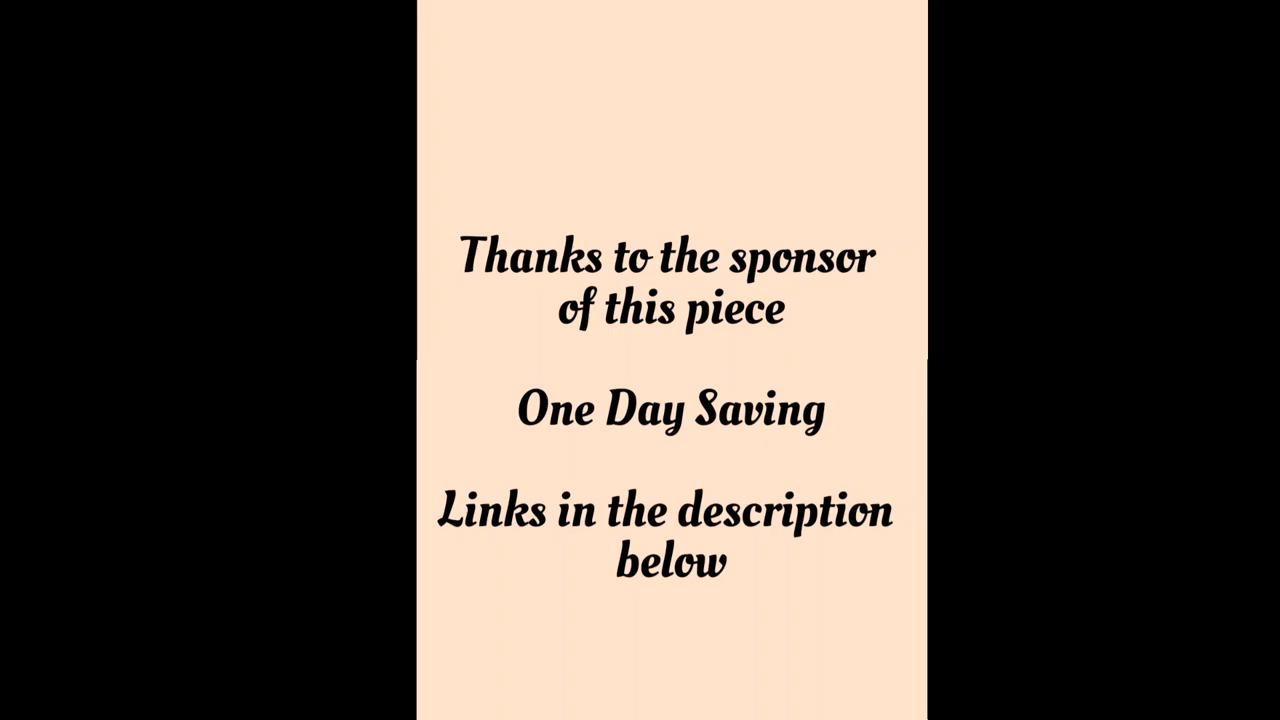 Thanks to the sponsor
of this piece
One Day Saving
Links in the description
below